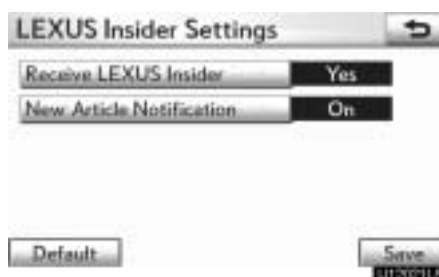 LEXUS Insider Settings
Receive LEXUS Insider Yes
New Article Notification On
Default Save